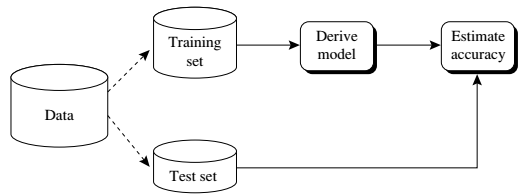 Training
set
Derive
model
Estimate
accuracy
Data
Test set